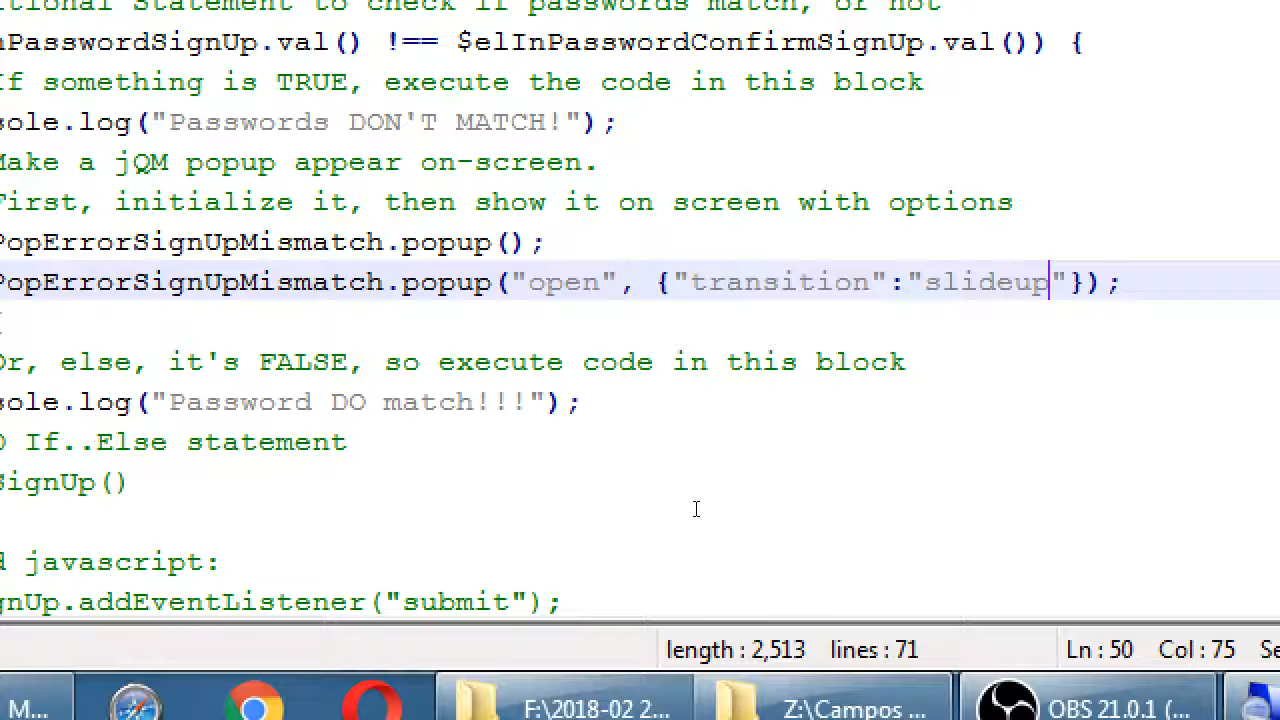 itional Statement to check if passwords match, or not
nPasswordSignUp.val() !== $elInPasswordConfirmSignUp.val()) {
If something is TRUE, execute the code in this block
sole.log("Passwords DON'T MATCH!");
Make a jQM popup appear on-screen.
First, initialize it, then show it on screen with options
PopErrorSignUpMismatch.popup();
PopErrorSignUpMismatch.popup("open", {"transition":"slideup"});
Or, else, it's FALSE, so execute code in this block
sole.log("Password DO match!!!");
If..Else statement
SignUp()
javascript:
gnUp.addEventListener("submit");
length : 2,513 lines : 71 Ln : 50 Col : 75 Se
M... F:\2018-02 2... Z:\Campos ... OBS 21.0.1 (...